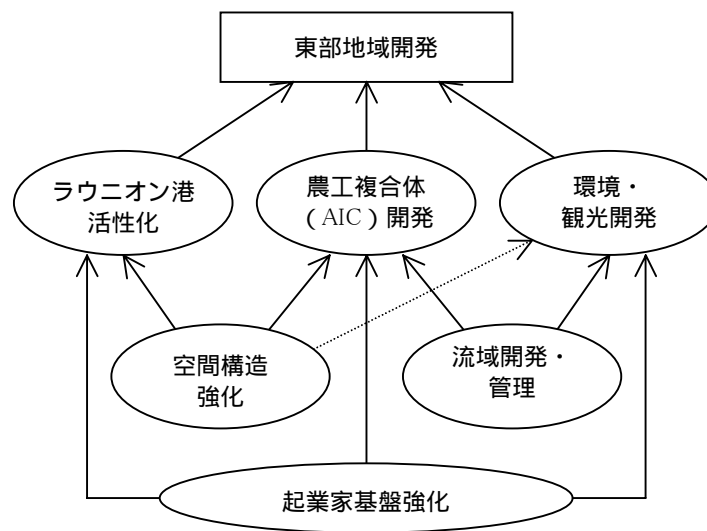 東部地域開発
ラウニオン港
活性化
農工複合体
（AIC）開発
環境・
観光開発
空間構造
強化
流域開発・
管理
起業家基盤強化